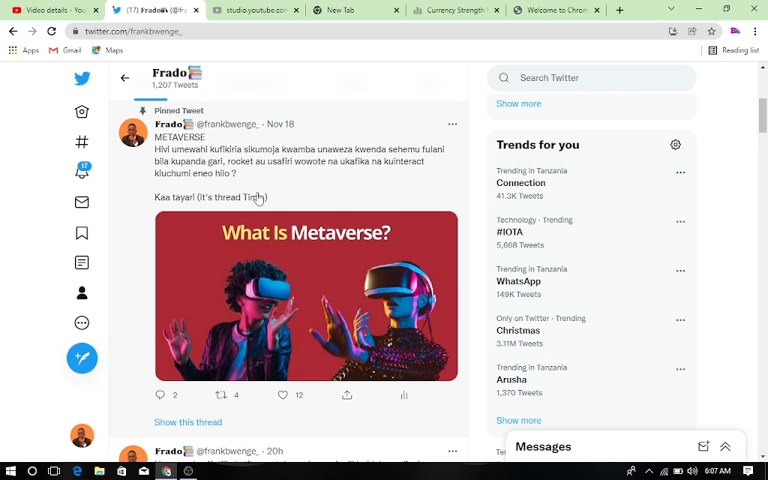 Video details - You
(17) Frado📚 (@fra
studio.youtube.com
New Tab
Currency Strength
Welcome to Chrom
twitter.com/frankbwenge_
Apps
Gmail
Maps
Reading list
Frado📚
1,207 Tweets
Pinned Tweet
Frado📚 @frankbwenge_ · Nov 18
METAVERSE
Hivi umewahi kufikiria sikumoja kwamba unaweza kwenda sehemu fulani
bila kupanda gari, rocket au usafiri wowote na ukafika na kuinteract
kiuchumi eneo hilo ?
Kaa tayari (it's thread
What Is Metaverse?
2
4
12
Show this thread
Frado📚 @frankbwenge_ · 20h
17
Search Twitter
Show more
Trends for you
Trending in Tanzania
Connection
41.3K Tweets
Technology · Trending
#IOTA
5,668 Tweets
Trending in Tanzania
WhatsApp
149K Tweets
Only on Twitter · Trending
Christmas
3.11M Tweets
Trending in Tanzania
Arusha
1,370 Tweets
Show more
Messages
6:07 AM